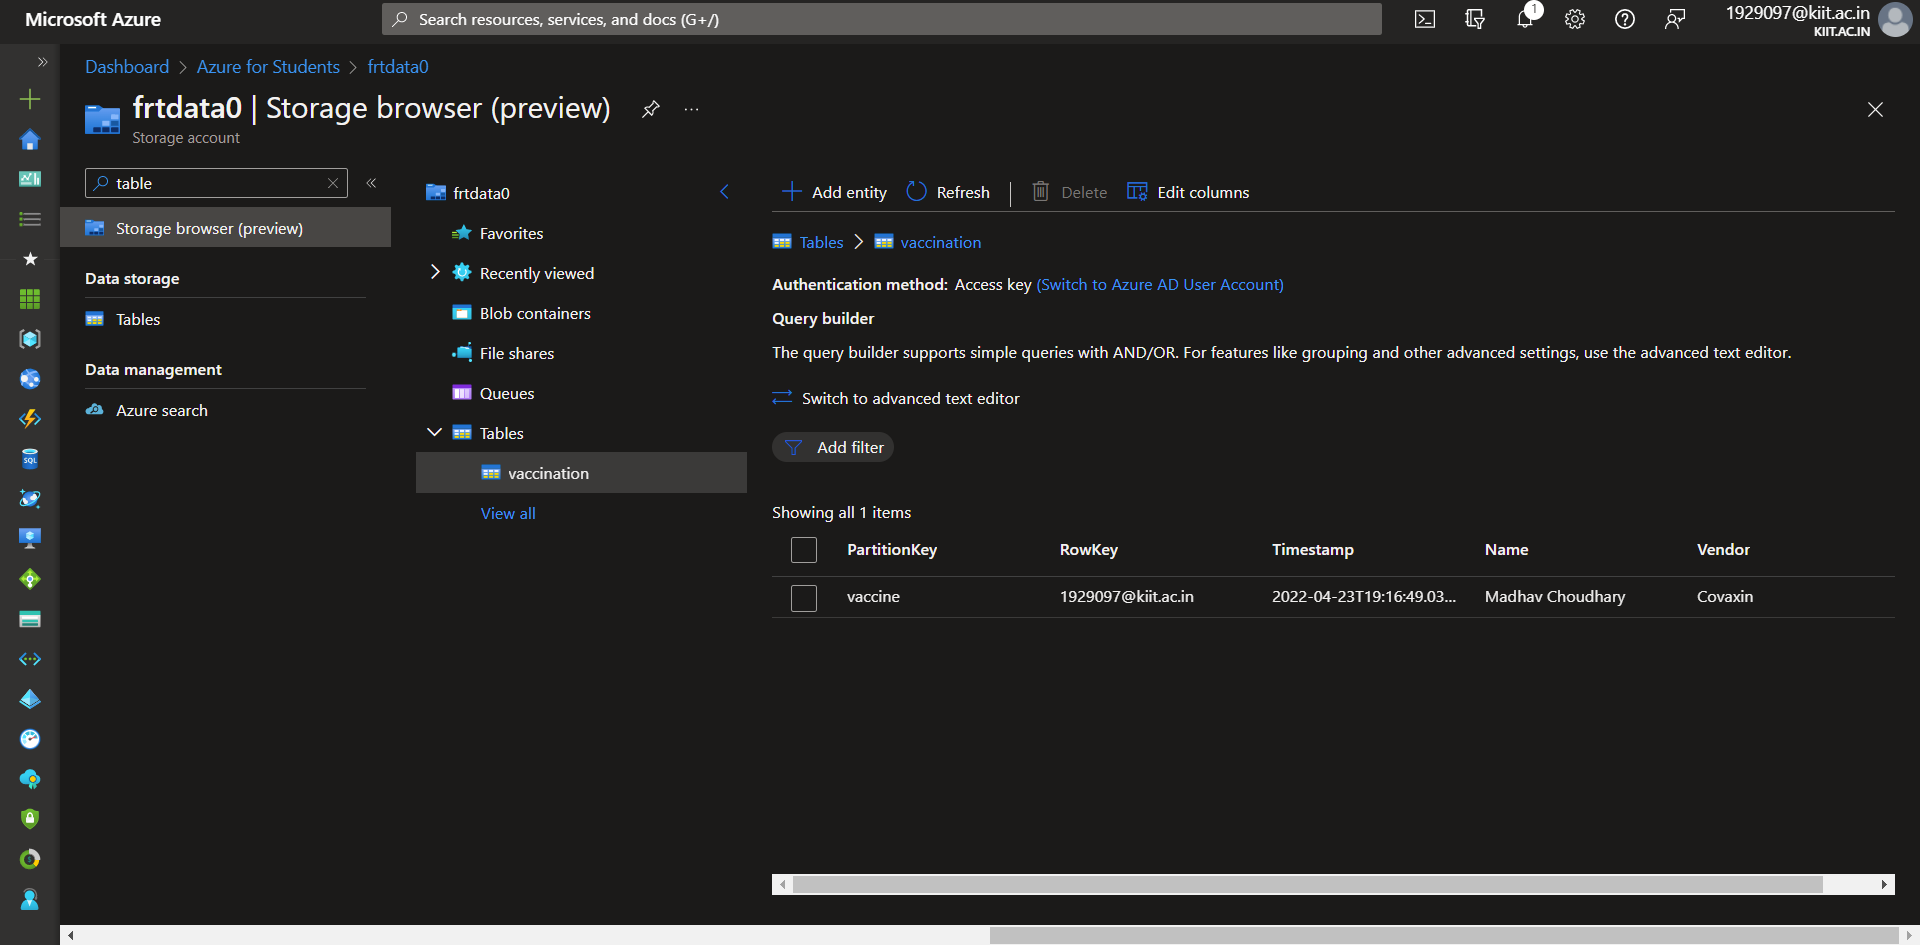 Microsoft Azure
Search resources, services, and docs (G+/)
1
1929097@kiit.ac.in
KIIT.AC.IN
Dashboard > Azure for Students > frtdata0
frtdata0 | Storage browser (preview)
Storage account
table
Storage browser (preview)
Data storage
Tables
Data management
Azure search
frtdata0
Favorites
Recently viewed
Blob containers
File shares
Queues
Tables
vaccination
View all
Add entity Refresh | Delete Edit columns
Tables > vaccination
Authentication method: Access key (Switch to Azure AD User Account)
Query builder
The query builder supports simple queries with AND/OR. For features like grouping and other advanced settings, use the advanced text editor.
Switch to advanced text editor
Add filter
Showing all 1 items
PartitionKey RowKey Timestamp Name Vendor
vaccine 1929097@kiit.ac.in 2022-04-23T19:16:49.03... Madhav Choudhary Covaxin
SQL